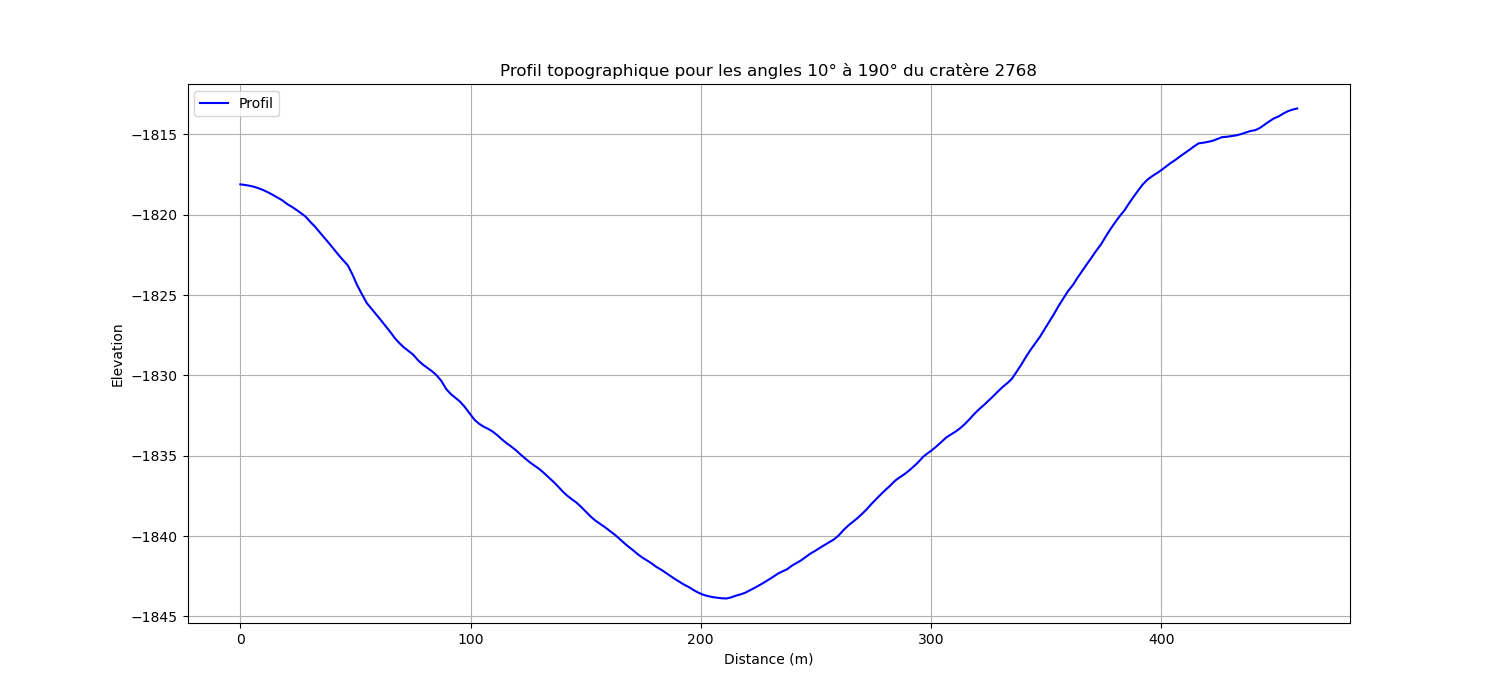 Profil topographique pour les angles 10° à 190° du cratère 2768
Profil
−1815
−1820
−1825
−1830
−1835
−1840
−1845
Elevation
0 100 200 300 400
Distance (m)